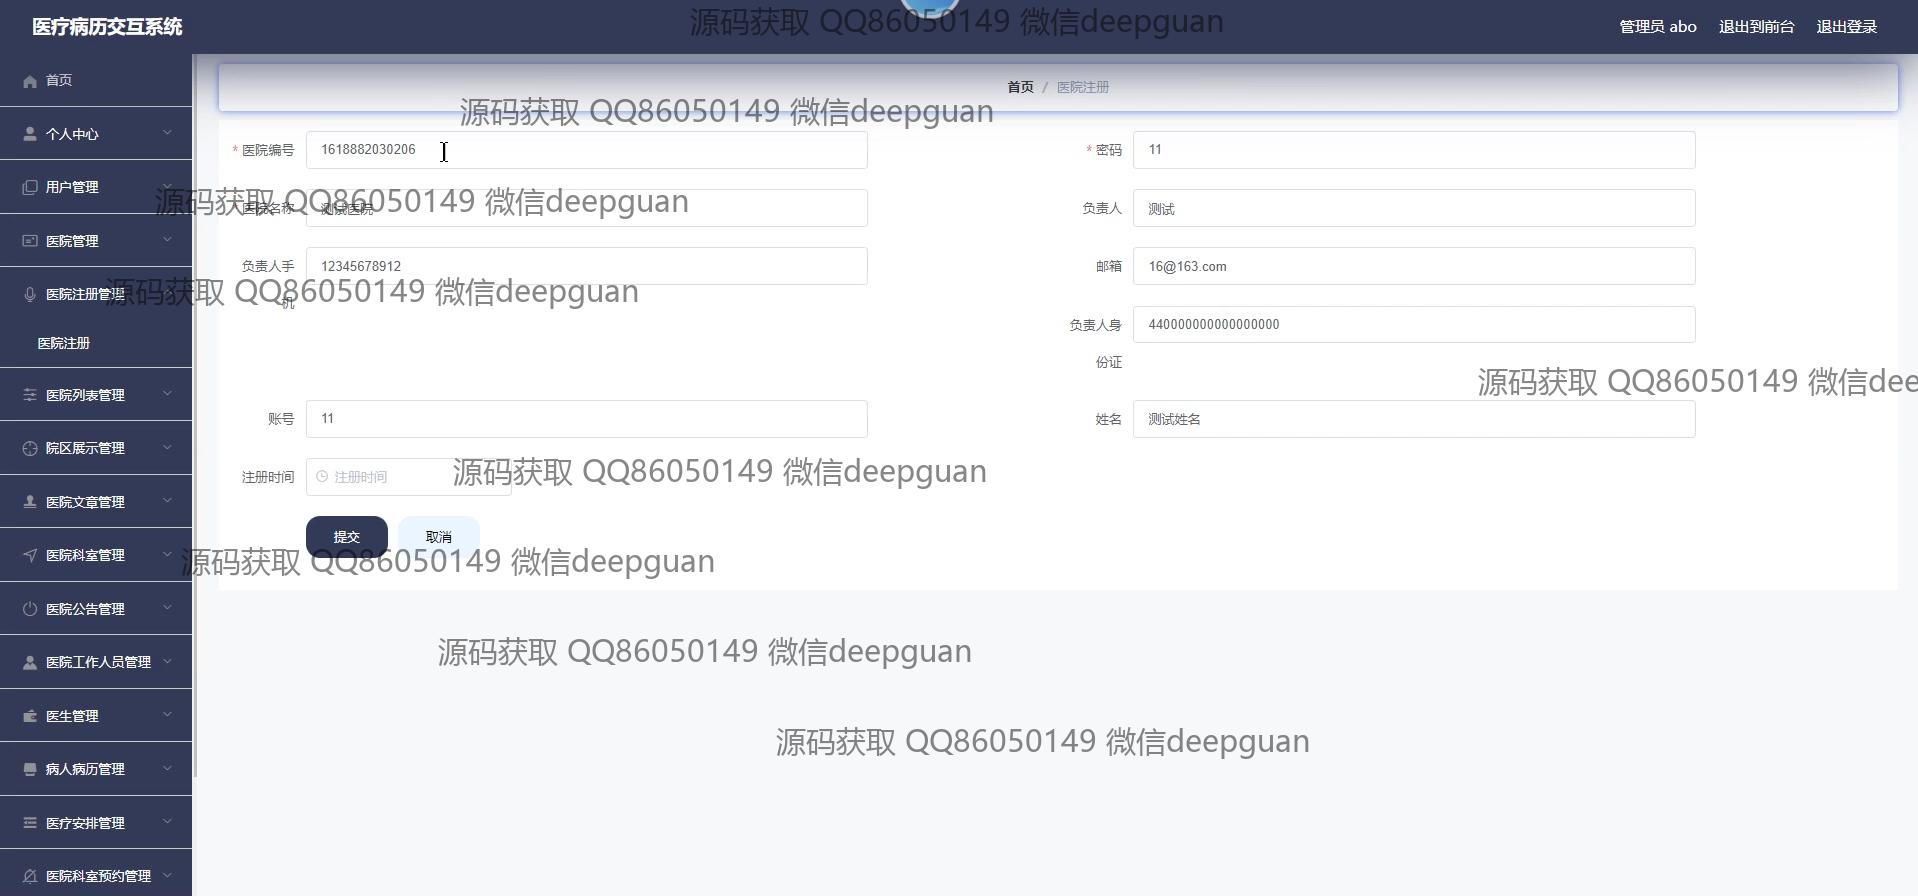 医疗病历交互系统
源码获取 QQ86050149 微信deepguan
管理员 abo
退出到前台
退出登录
首页
个人中心
用户管理
医院管理
医院注册管理
医院注册
医院列表管理
院区展示管理
医院文章管理
医院科室管理
医院公告管理
医院工作人员管理
医生管理
病人病历管理
医疗安排管理
医院科室预约管理
首页 / 医院注册
源码获取 QQ86050149 微信deepguan
* 医院编号
1618882030206
* 密码
11
源码获取 QQ86050149 微信deepguan
* 医院名称
测试医院
负责人
测试
负责人手机
12345678912
邮箱
16@163.com
源码获取 QQ86050149 微信deepguan
负责人身份证
440000000000000000
源码获取 QQ86050149 微信dee
账号
11
姓名
测试姓名
注册时间
注册时间
源码获取 QQ86050149 微信deepguan
提交
取消
源码获取 QQ86050149 微信deepguan
源码获取 QQ86050149 微信deepguan
源码获取 QQ86050149 微信deepguan